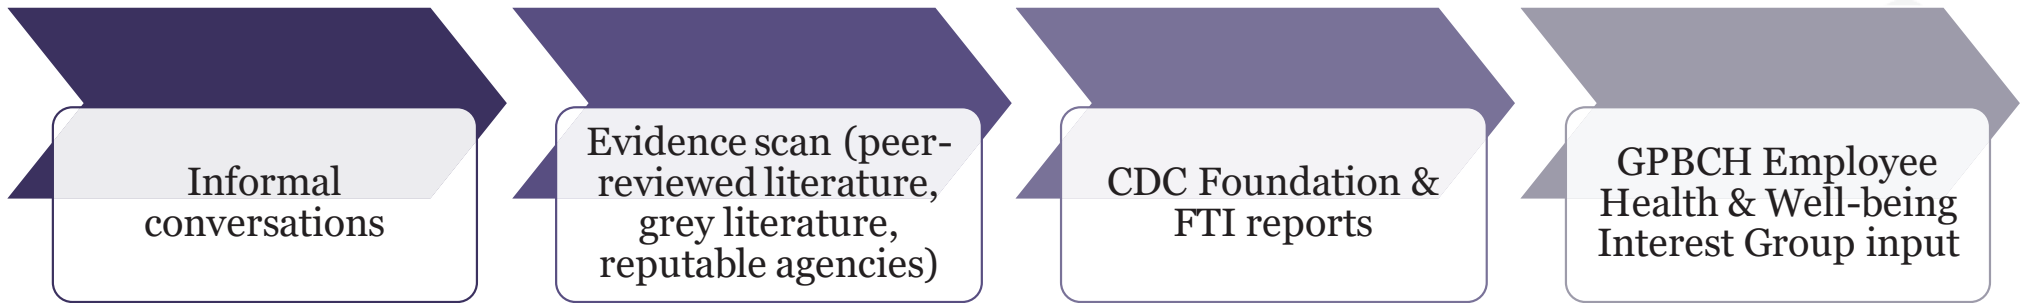 Informal
conversations
Evidence scan (peer-
reviewed literature,
grey literature,
reputable agencies)
CDC Foundation &
FTI reports
GPBCH Employee
Health & Well-being
Interest Group input